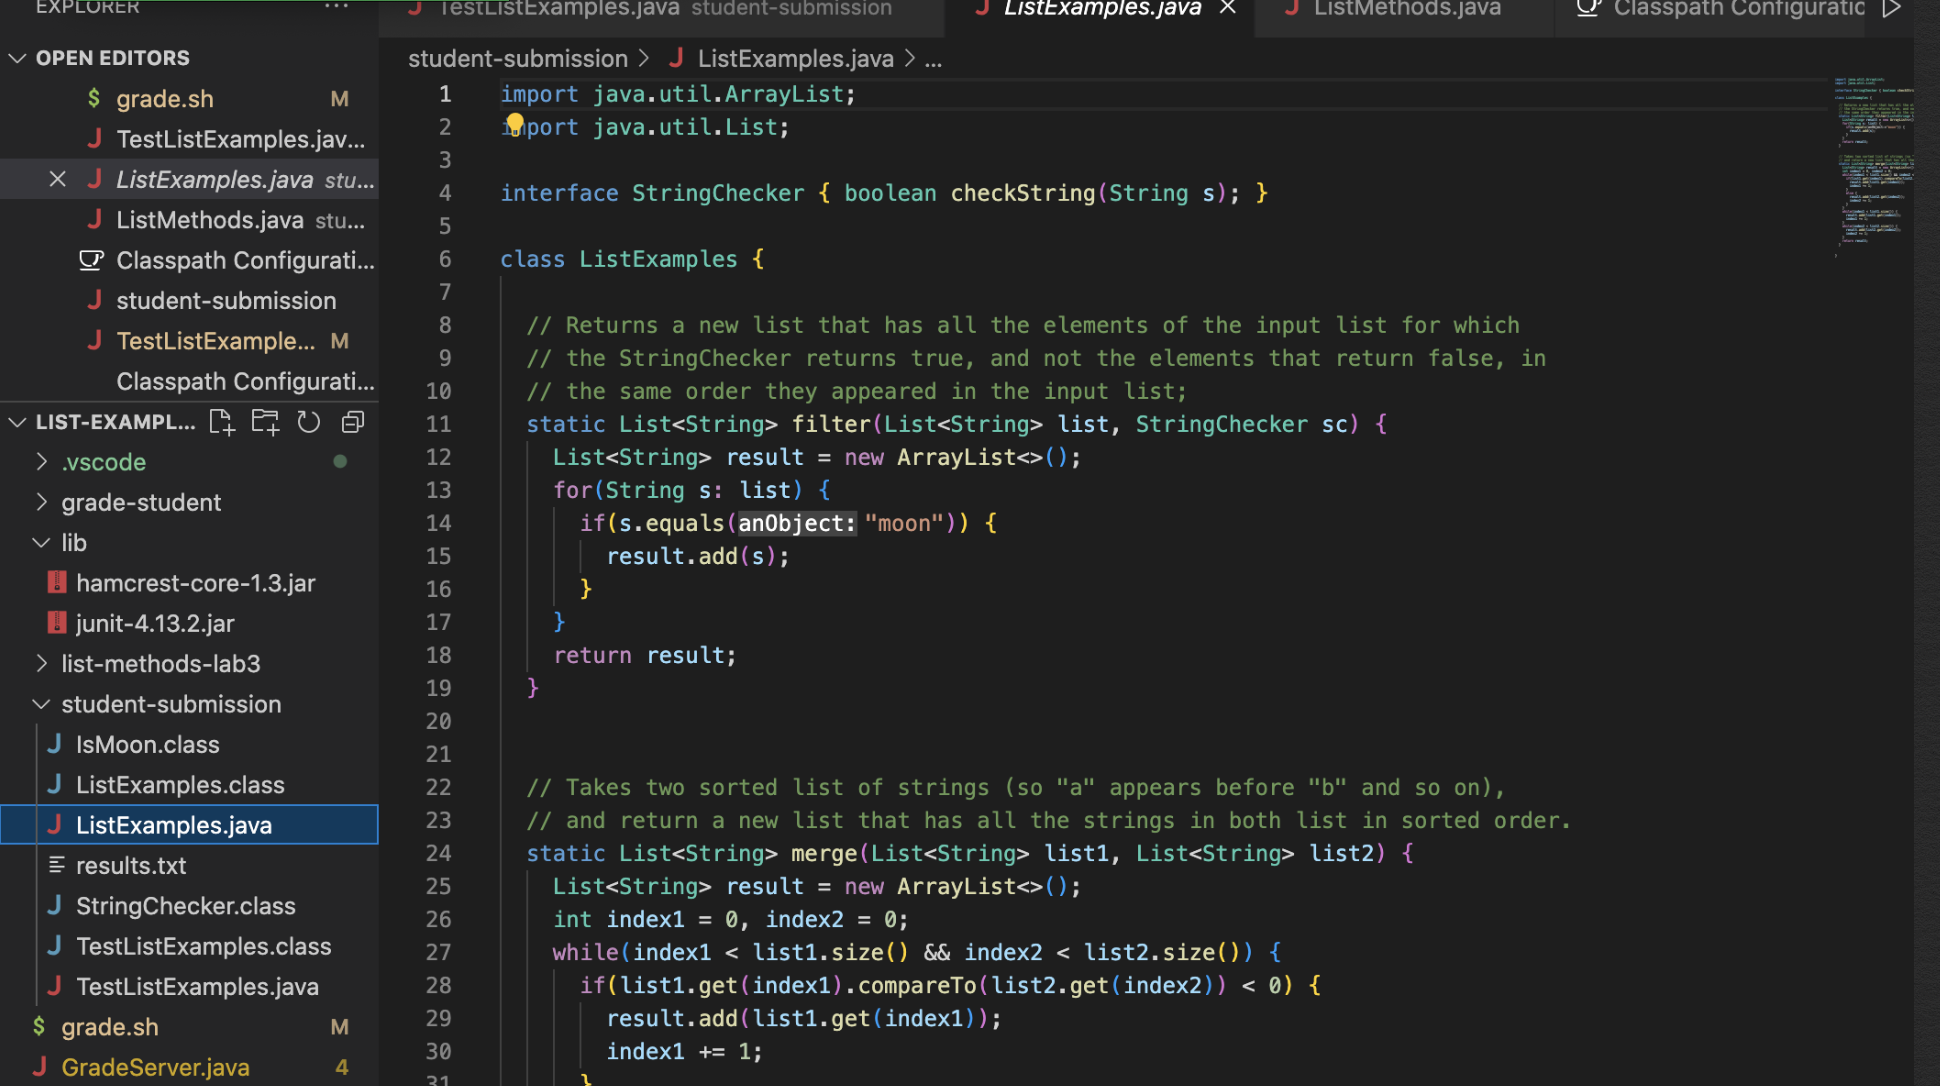 EXPLORER ...
OPEN EDITORS
$ grade.sh M
J TestListExamples.jav...
J ListExamples.java stu...
J ListMethods.java stu...
Classpath Configurati...
J student-submission
J TestListExample... M
Classpath Configurati...
LIST-EXAMPL...
.vscode
grade-student
lib
hamcrest-core-1.3.jar
junit-4.13.2.jar
list-methods-lab3
student-submission
J IsMoon.class
J ListExamples.class
J ListExamples.java
results.txt
J StringChecker.class
J TestListExamples.class
J TestListExamples.java
$ grade.sh M
J GradeServer.java 4
J TestListExamples.java student-submission J ListExamples.java J ListMethods.java Classpath Configuratio
student-submission > J ListExamples.java > ...
1 import java.util.ArrayList;
2 import java.util.List;
3
4 interface StringChecker { boolean checkString(String s); }
5
6 class ListExamples {
7
8 // Returns a new list that has all the elements of the input list for which
9 // the StringChecker returns true, and not the elements that return false, in
10 // the same order they appeared in the input list;
11 static List<String> filter(List<String> list, StringChecker sc) {
12 List<String> result = new ArrayList<>();
13 for(String s: list) {
14 if(s.equals(anObject: "moon")) {
15 result.add(s);
16 }
17 }
18 return result;
19 }
20
21
22 // Takes two sorted list of strings (so "a" appears before "b" and so on),
23 // and return a new list that has all the strings in both list in sorted order.
24 static List<String> merge(List<String> list1, List<String> list2) {
25 List<String> result = new ArrayList<>();
26 int index1 = 0, index2 = 0;
27 while(index1 < list1.size() && index2 < list2.size()) {
28 if(list1.get(index1).compareTo(list2.get(index2)) < 0) {
29 result.add(list1.get(index1));
30 index1 += 1;
31 }